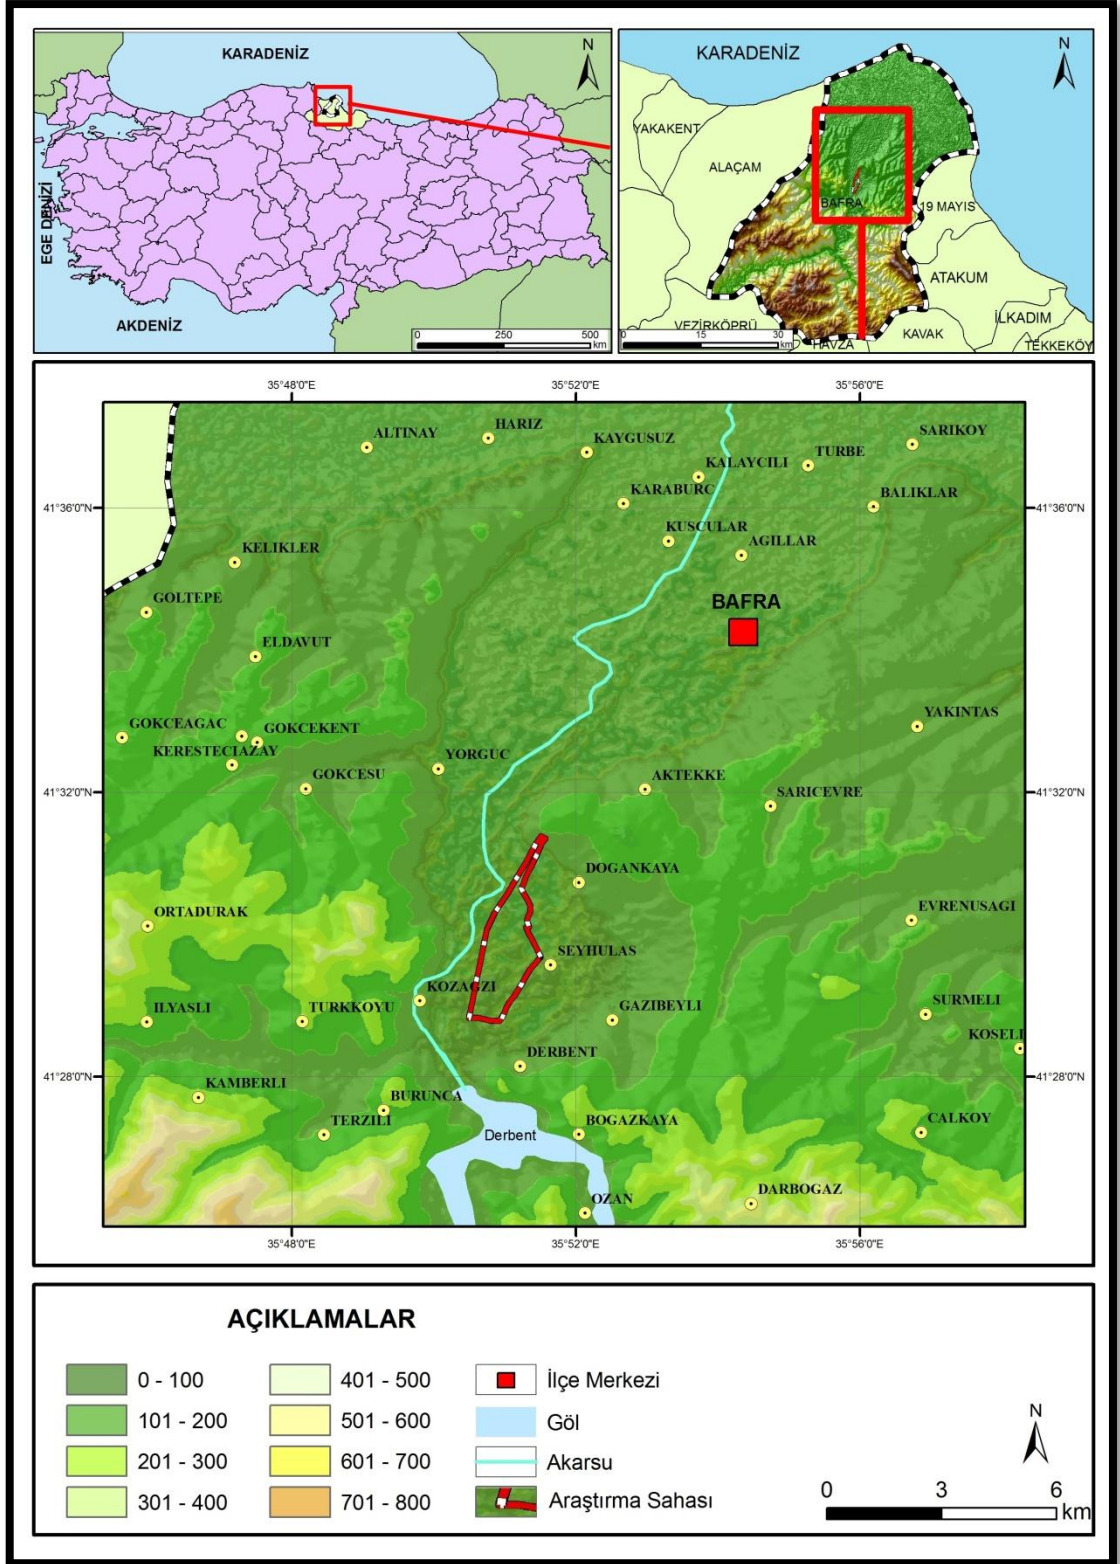 KARADENİZ
N
EGE DENİZİ
AKDENİZ
0 250 500
km
KARADENİZ
N
YAKAKENT
ALAÇAM
BAFRA
19 MAYIS
ATAKUM
VEZİRKÖPRÜ
İLKADIM
KAVAK
HAVZA
TEKKEKÖY
0 15 30
km
35°48'0"E 35°52'0"E 35°56'0"E
ALTINAY
HARIZ
KAYGUSUZ
SARIKOY
KALAYCILI
TURBE
KARABURC
BALIKLAR
41°36'0"N 41°36'0"N
KUSCULAR
AGILLAR
KELIKLER
BAFRA
GOLTEPE
ELDAVUT
YAKINTAS
GOKCEAGAC
GOKCEKENT
KERESTECIAZAY
YORGUC
GOKCESU
AKTEKKE
41°32'0"N 41°32'0"N
SARICEVRE
DOGANKAYA
ORTADURAK
EVRENUSAGI
SEYHULAS
KOZAGZI
ILYASLI
TURKKOYU
GAZIBEYLI
SURMELI
KOSELI
DERBENT
41°28'0"N 41°28'0"N
KAMBERLI
BURUNCA
TERZILI
BOGAZKAYA
CALKOY
Derbent
DARBOGAZ
OZAN
35°48'0"E 35°52'0"E 35°56'0"E
AÇIKLAMALAR
0 - 100
101 - 200
201 - 300
301 - 400
401 - 500
501 - 600
601 - 700
701 - 800
İlçe Merkezi
Göl
Akarsu
Araştırma Sahası
N
0 3 6
km